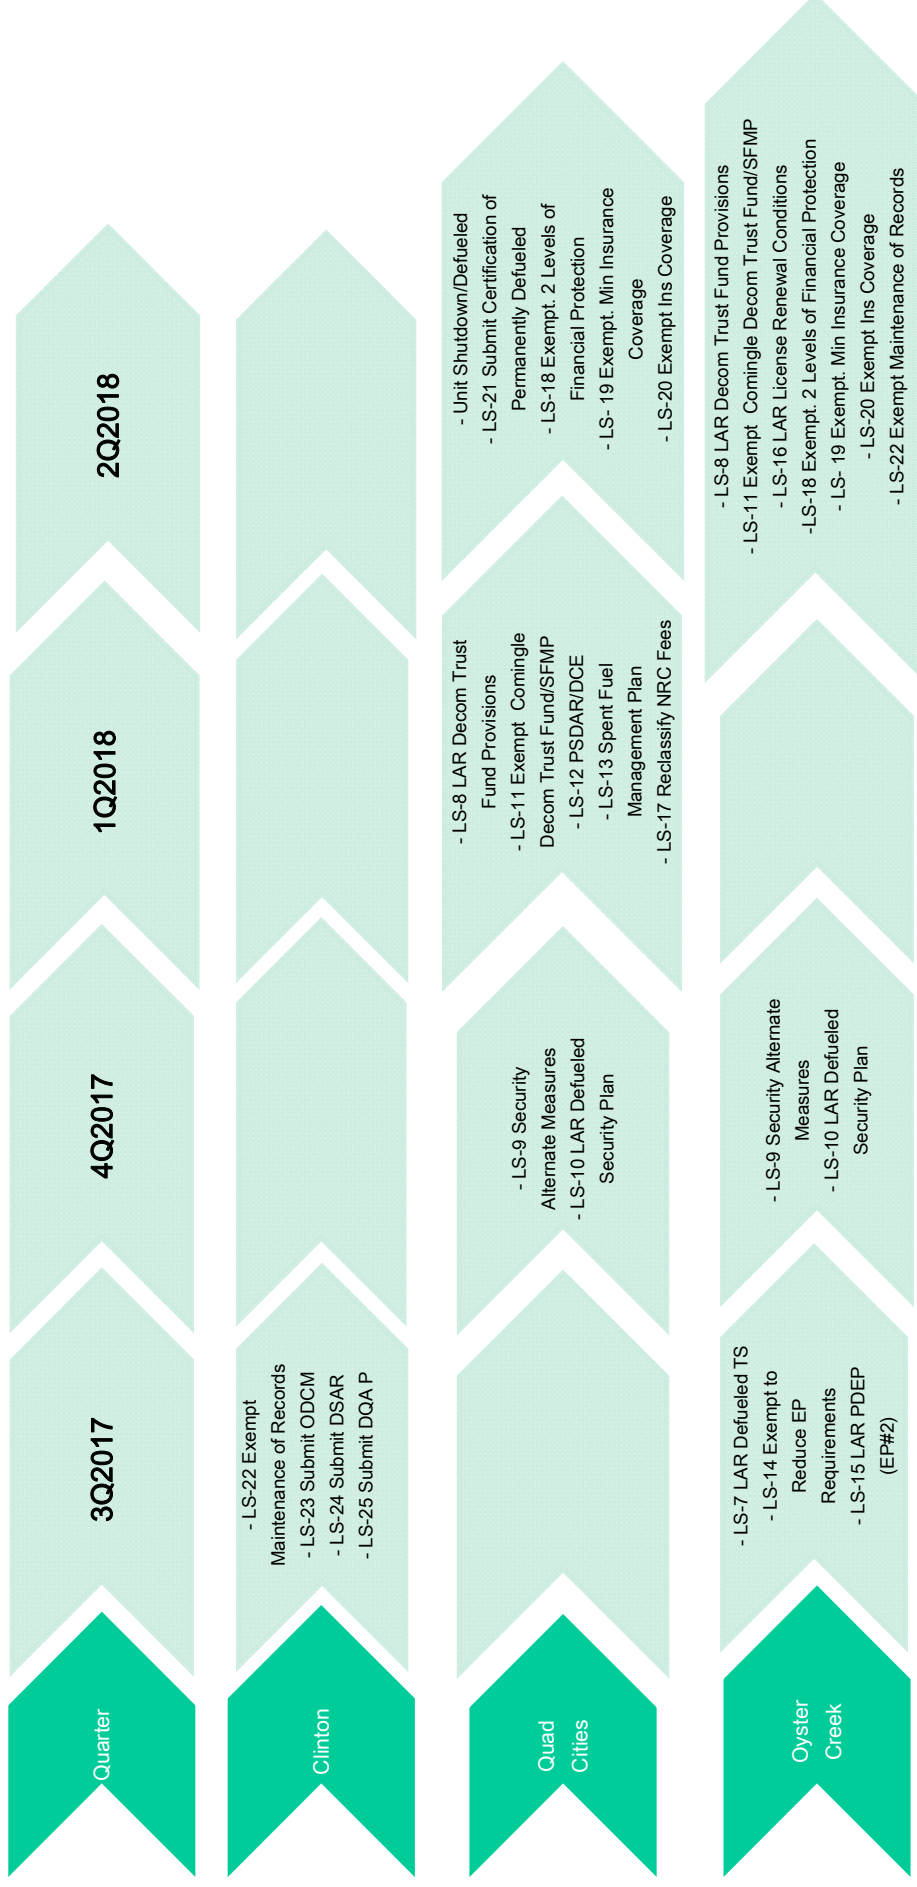 Quarter
3Q2017
4Q2017
1Q2018
2Q2018
Clinton
- LS-22 Exempt
Maintenance of Records
- LS-23 Submit ODCM
- LS-24 Submit DSAR
- LS-25 Submit DQA P
Quad
Cities
- LS-9 Security
Alternate Measures
- LS-10 LAR Defueled
Security Plan
- LS-8 LAR Decom Trust
Fund Provisions
- LS-11 Exempt Comingle
Decom Trust Fund/SFMP
- LS-12 PSDAR/DCE
- LS-13 Spent Fuel
Management Plan
- LS-17 Reclassify NRC Fees
- Unit Shutdown/Defueled
- LS-21 Submit Certification of
Permanently Defueled
- LS-18 Exempt. 2 Levels of
Financial Protection
- LS- 19 Exempt. Min Insurance
Coverage
- LS-20 Exempt Ins Coverage
Oyster
Creek
- LS-7 LAR Defueled TS
- LS-14 Exempt to
Reduce EP
Requirements
- LS-15 LAR PDEP
(EP#2)
- LS-9 Security Alternate
Measures
- LS-10 LAR Defueled
Security Plan
- LS-8 LAR Decom Trust Fund Provisions
- LS-11 Exempt Comingle Decom Trust Fund/SFMP
- LS-16 LAR License Renewal Conditions
-LS-18 Exempt. 2 Levels of Financial Protection
- LS- 19 Exempt. Min Insurance Coverage
- LS-20 Exempt Ins Coverage
- LS-22 Exempt Maintenance of Records